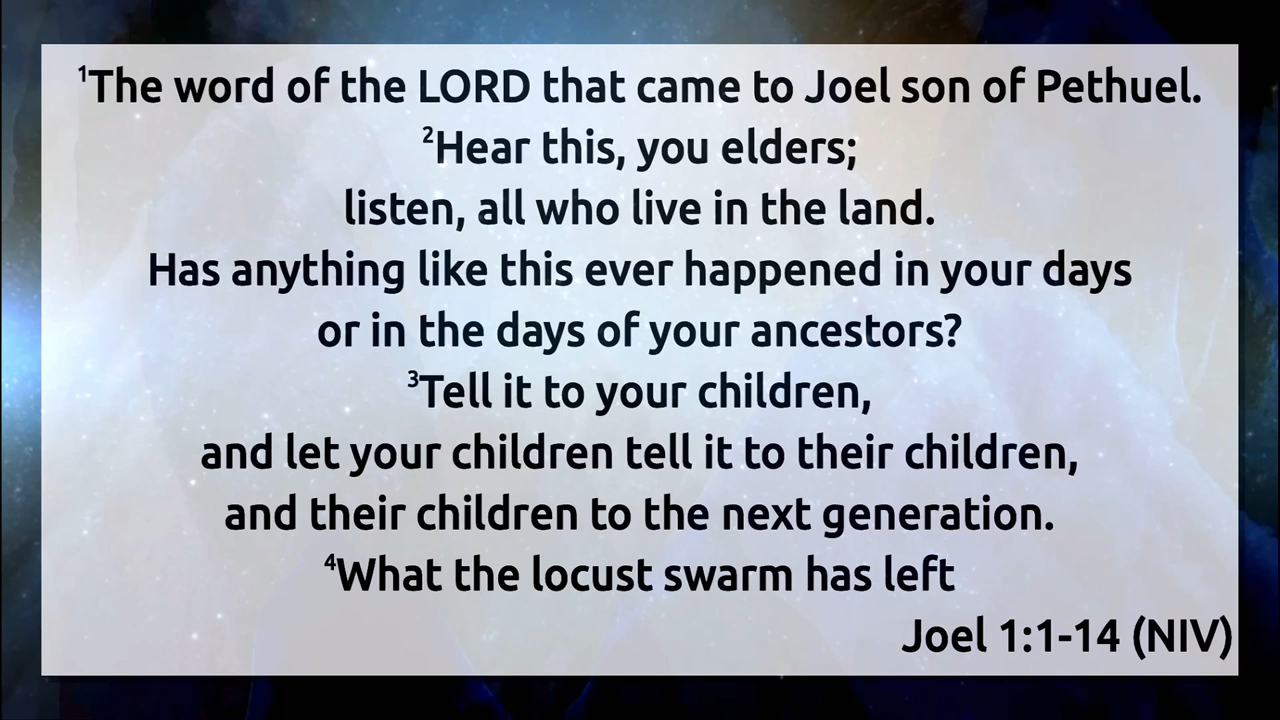 ¹The word of the LORD that came to Joel son of Pethuel.
²Hear this, you elders;
listen, all who live in the land.
Has anything like this ever happened in your days
or in the days of your ancestors?
³Tell it to your children,
and let your children tell it to their children,
and their children to the next generation.
⁴What the locust swarm has left
Joel 1:1-14 (NIV)